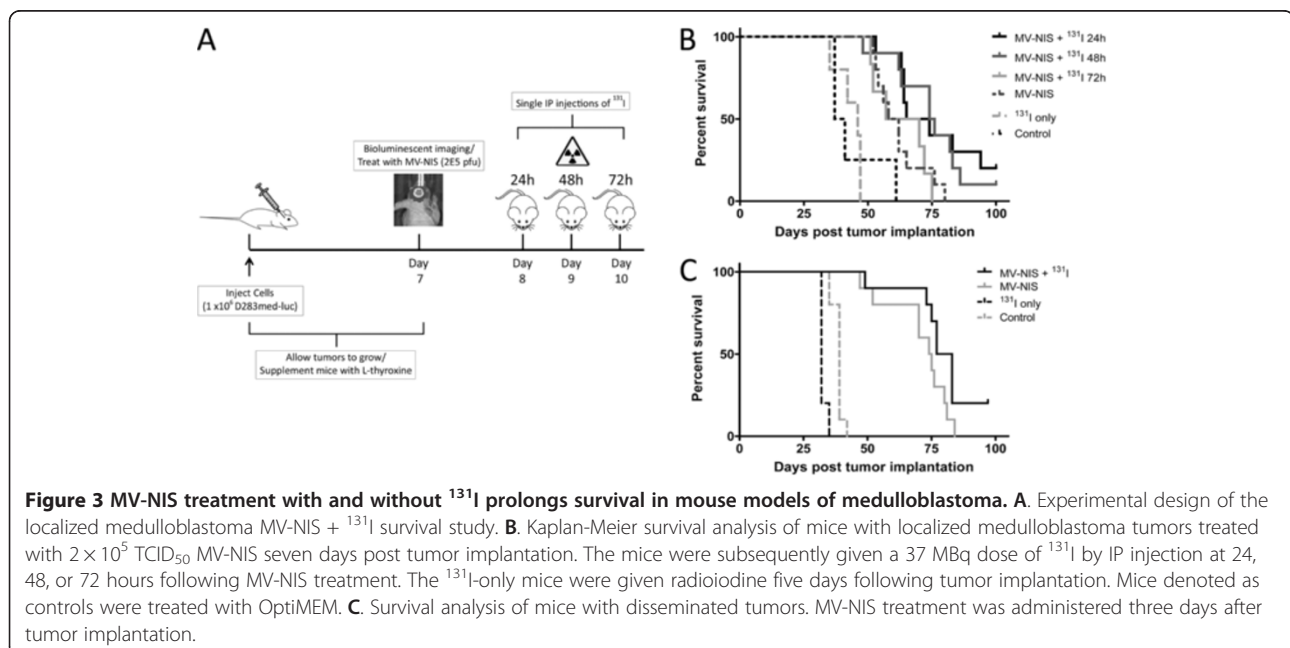 A
Single IP injections of ¹³¹I
Bioluminescent imaging/
Treat with MV-NIS (2E5 pfu)
24h
48h
72h
Day
7
Day
8
Day
9
Day
10
Inject Cells
(1 x10⁶ D283med-luc)
Allow tumors to grow/
Supplement mice with L-thyroxine
B
Percent survival
100
50
0
0
25
50
75
100
Days post tumor implantation
MV-NIS + ¹³¹I 24h
MV-NIS + ¹³¹I 48h
MV-NIS + ¹³¹I 72h
MV-NIS
¹³¹I only
Control
C
Percent survival
100
50
0
0
25
50
75
100
Days post tumor implantation
MV-NIS + ¹³¹I
MV-NIS
¹³¹I only
Control
Figure 3 MV-NIS treatment with and without ¹³¹I prolongs survival in mouse models of medulloblastoma. A. Experimental design of the
localized medulloblastoma MV-NIS + ¹³¹I survival study. B. Kaplan-Meier survival analysis of mice with localized medulloblastoma tumors treated
with 2 × 10⁵ TCID₅₀ MV-NIS seven days post tumor implantation. The mice were subsequently given a 37 MBq dose of ¹³¹I by IP injection at 24,
48, or 72 hours following MV-NIS treatment. The ¹³¹I-only mice were given radioiodine five days following tumor implantation. Mice denoted as
controls were treated with OptiMEM. C. Survival analysis of mice with disseminated tumors. MV-NIS treatment was administered three days after
tumor implantation.